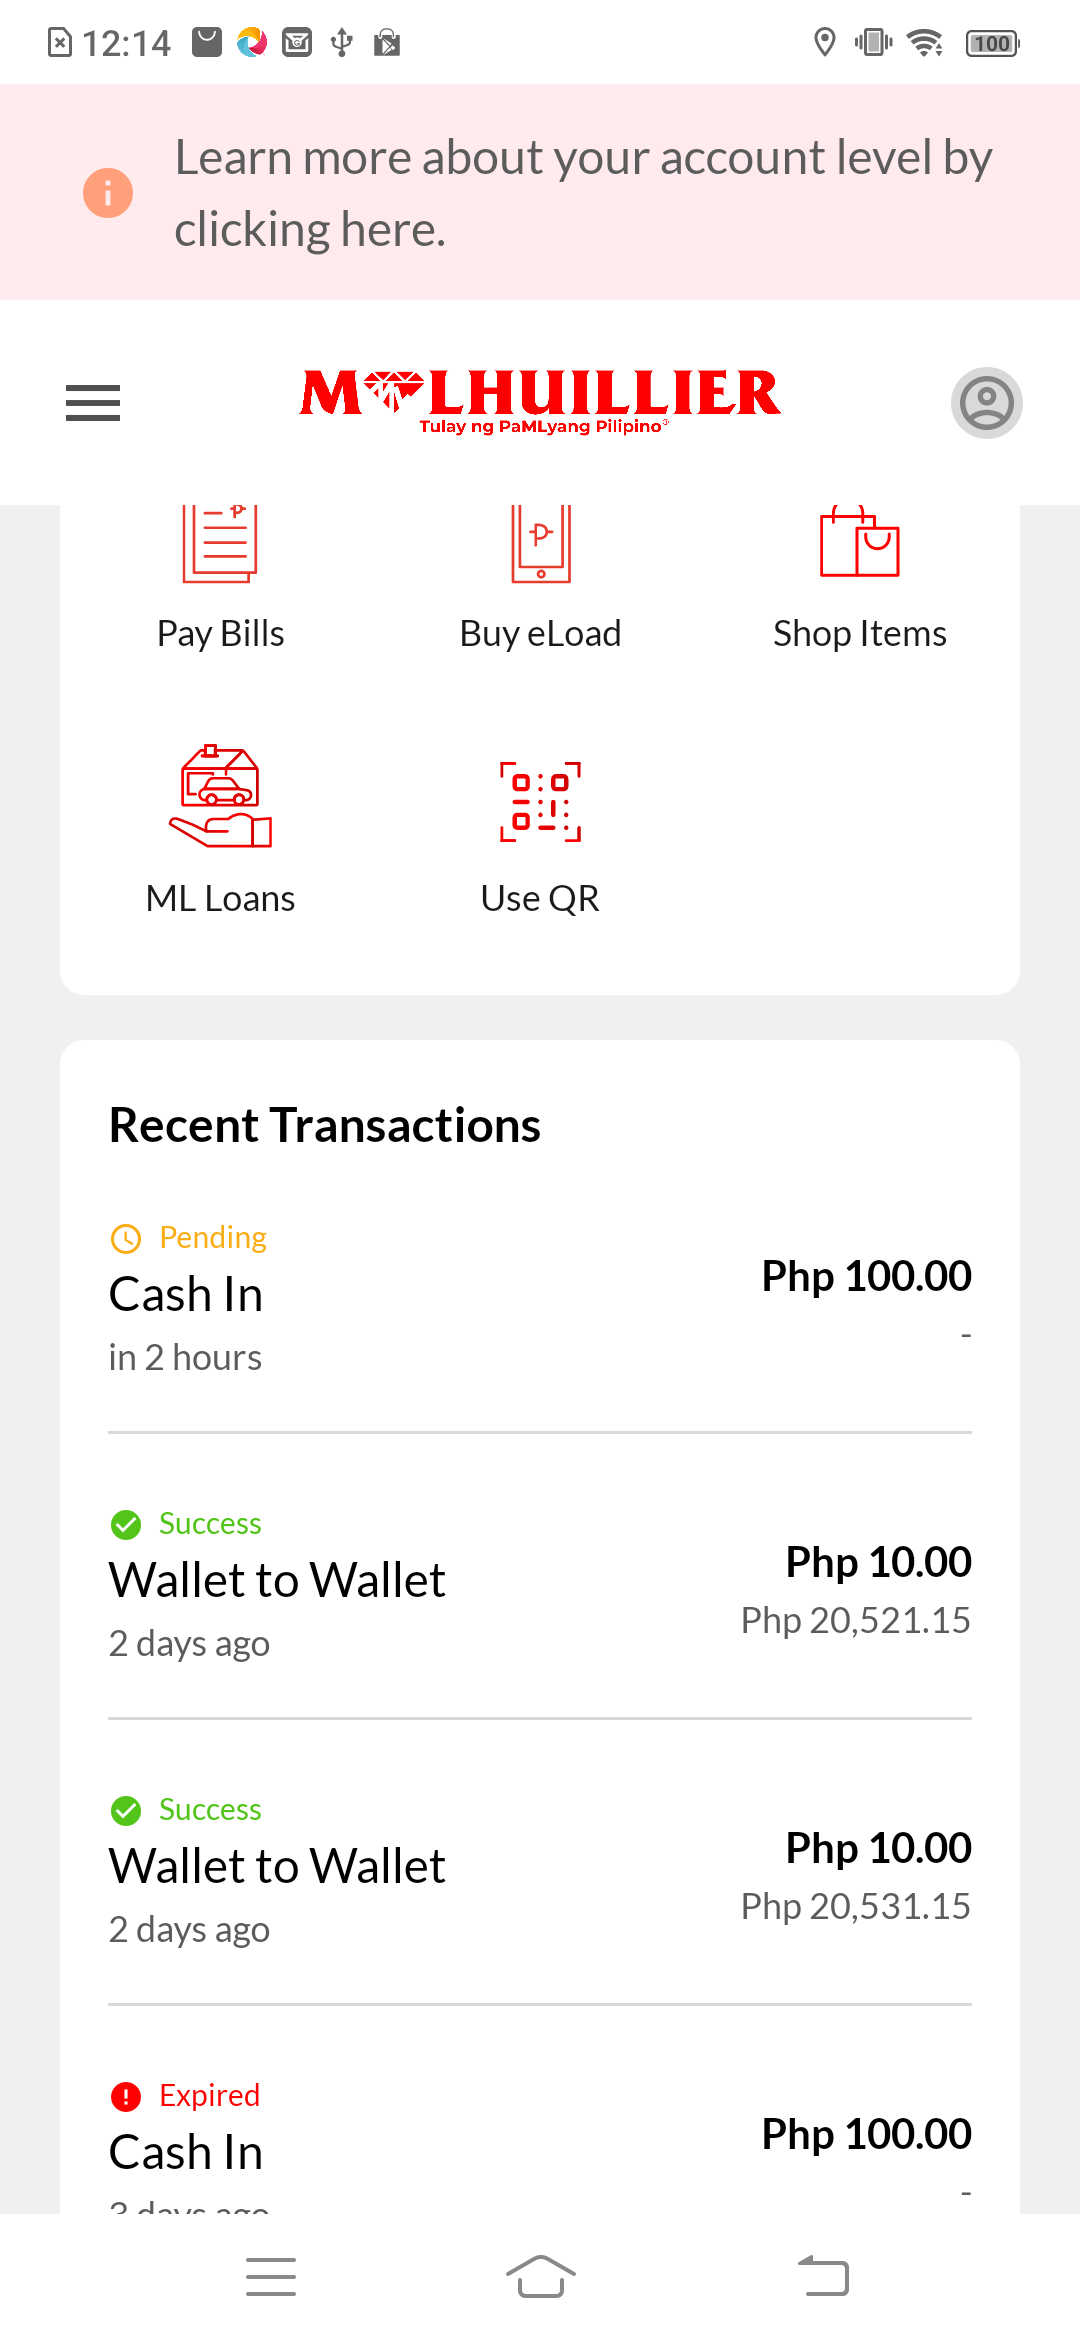 12:14
100
Learn more about your account level by
clicking here.
M LHUILLIER
Tulay ng PaMLyang Pilipino®
Pay Bills
Buy eLoad
Shop Items
ML Loans
Use QR
Recent Transactions
Pending
Cash In
Php 100.00
-
in 2 hours
Success
Wallet to Wallet
Php 10.00
Php 20,521.15
2 days ago
Success
Wallet to Wallet
Php 10.00
Php 20,531.15
2 days ago
Expired
Cash In
Php 100.00
-
3 days ago